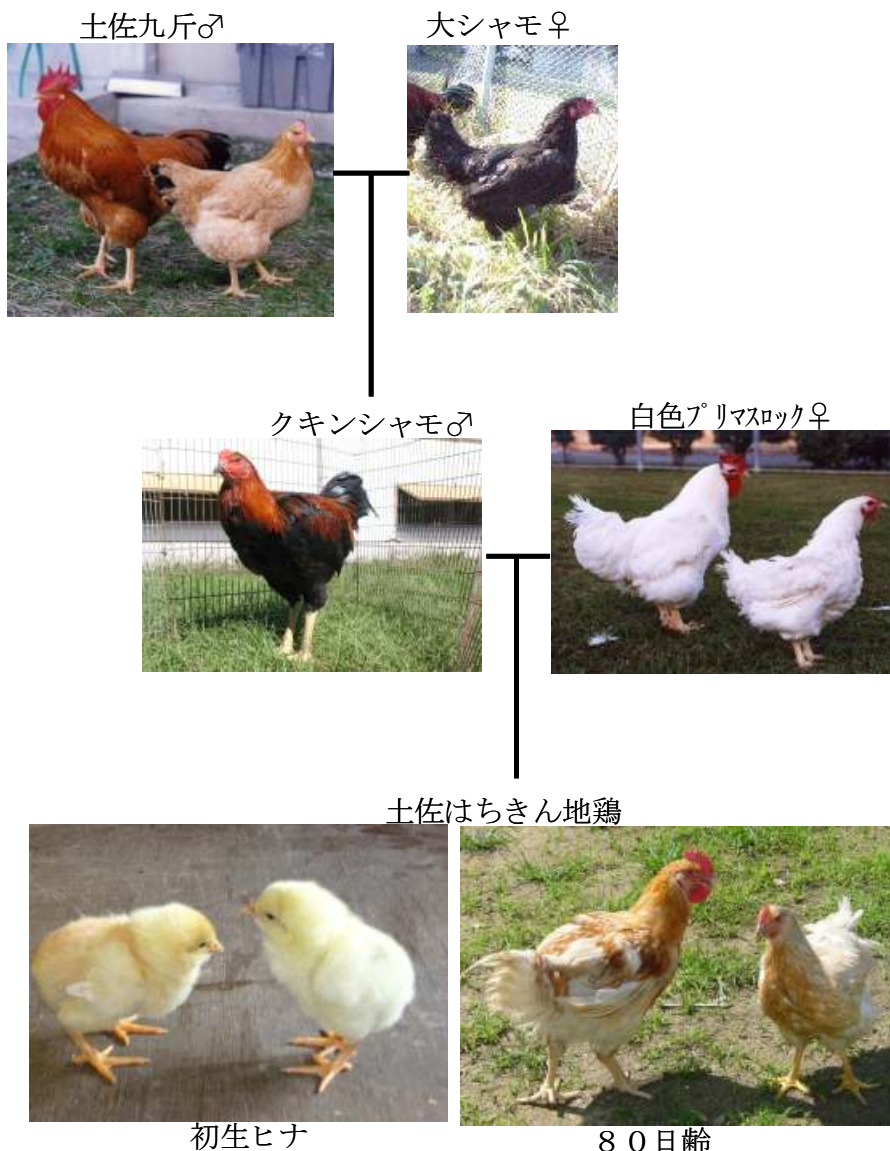 土佐九斤♂
大シャモ♀
クキンシャモ♂
白色プリマスロック♀
土佐はちきん地鶏
初生ヒナ
８０日齢